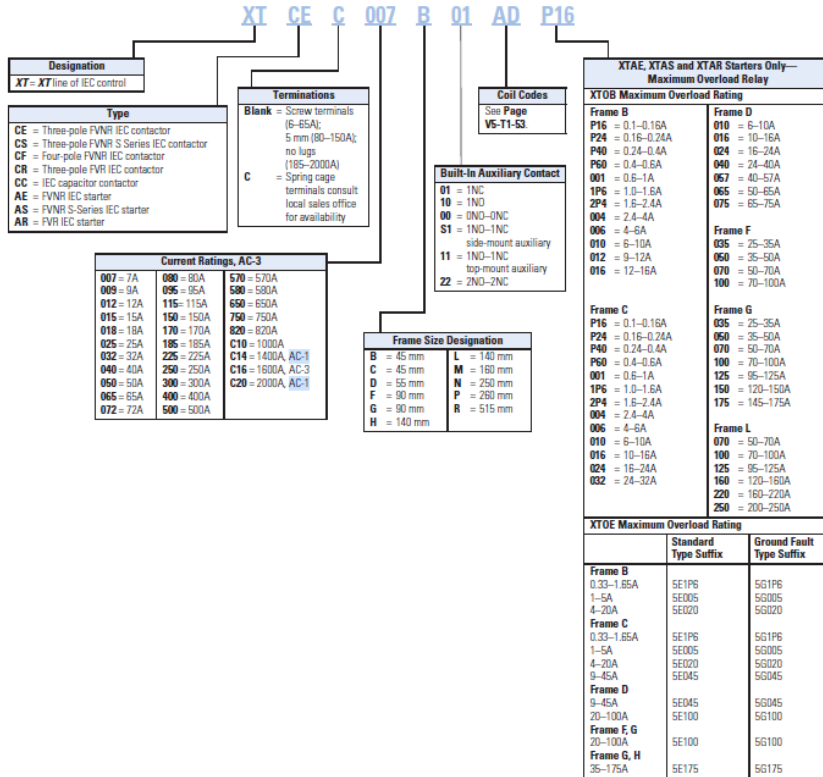 XT CE C 007 B 01 AD P16
Designation
XT = XT line of IEC control
Type
CE = Three-pole FVNR IEC contactor
CS = Three-pole FVNR S Series IEC contactor
CF = Four-pole FVNR IEC contactor
CR = Three-pole FVR IEC contactor
CC = IEC capacitor contactor
AE = FVNR IEC starter
AS = FVNR S-Series IEC starter
AR = FVR IEC starter
Terminations
Blank = Screw terminals
(6–65A);
5 mm (80–150A);
no lugs
(185–2000A)
C = Spring cage
terminals consult
local sales office
for availability
Coil Codes
See Page
V5-T1-53.
Built-In Auxiliary Contact
01 = 1NC
10 = 1NO
00 = 0NO–0NC
S1 = 1NO–1NC
side-mount auxiliary
11 = 1NO–1NC
top-mount auxiliary
22 = 2NO–2NC
Current Ratings, AC-3
007 = 7A
009 = 9A
012 = 12A
015 = 15A
018 = 18A
025 = 25A
032 = 32A
040 = 40A
050 = 50A
065 = 65A
072 = 72A
080 = 80A
095 = 95A
115= 115A
150 = 150A
170 = 170A
185 = 185A
225 = 225A
250 = 250A
300 = 300A
400 = 400A
500 = 500A
570 = 570A
580 = 580A
650 = 650A
750 = 750A
820 = 820A
C10 = 1000A
C14 = 1400A, AC-1
C16 = 1600A, AC-3
C20 = 2000A, AC-1
Frame Size Designation
B = 45 mm
C = 45 mm
D = 55 mm
F = 90 mm
G = 90 mm
H = 140 mm
L = 140 mm
M = 160 mm
N = 250 mm
P = 260 mm
R = 515 mm
XTAE, XTAS and XTAR Starters Only—
Maximum Overload Relay
XTOB Maximum Overload Rating
Frame B
P16 = 0.1–0.16A
P24 = 0.16–0.24A
P40 = 0.24–0.4A
P60 = 0.4–0.6A
001 = 0.6–1A
1P6 = 1.0–1.6A
2P4 = 1.6–2.4A
004 = 2.4–4A
006 = 4–6A
010 = 6–10A
012 = 9–12A
016 = 12–16A
Frame C
P16 = 0.1–0.16A
P24 = 0.16–0.24A
P40 = 0.24–0.4A
P60 = 0.4–0.6A
001 = 0.6–1A
1P6 = 1.0–1.6A
2P4 = 1.6–2.4A
004 = 2.4–4A
006 = 4–6A
010 = 6–10A
016 = 10–16A
024 = 16–24A
032 = 24–32A
Frame D
010 = 6–10A
016 = 10–16A
024 = 16–24A
040 = 24–40A
057 = 40–57A
065 = 50–65A
075 = 65–75A
Frame F
035 = 25–35A
050 = 35–50A
070 = 50–70A
100 = 70–100A
Frame G
035 = 25–35A
050 = 35–50A
070 = 50–70A
100 = 70–100A
125 = 95–125A
150 = 120–150A
175 = 145–175A
Frame L
070 = 50–70A
100 = 70–100A
125 = 95–125A
160 = 120–160A
220 = 160–220A
250 = 200–250A
XTOE Maximum Overload Rating
Standard Type Suffix
Ground Fault Type Suffix
Frame B
0.33–1.65A 5E1P6 5G1P6
1–5A 5E005 5G005
4–20A 5E020 5G020
Frame C
0.33–1.65A 5E1P6 5G1P6
1–5A 5E005 5G005
4–20A 5E020 5G020
9–45A 5E045 5G045
Frame D
9–45A 5E045 5G045
20–100A 5E100 5G100
Frame F, G
20–100A 5E100 5G100
Frame G, H
35–175A 5E175 5G175